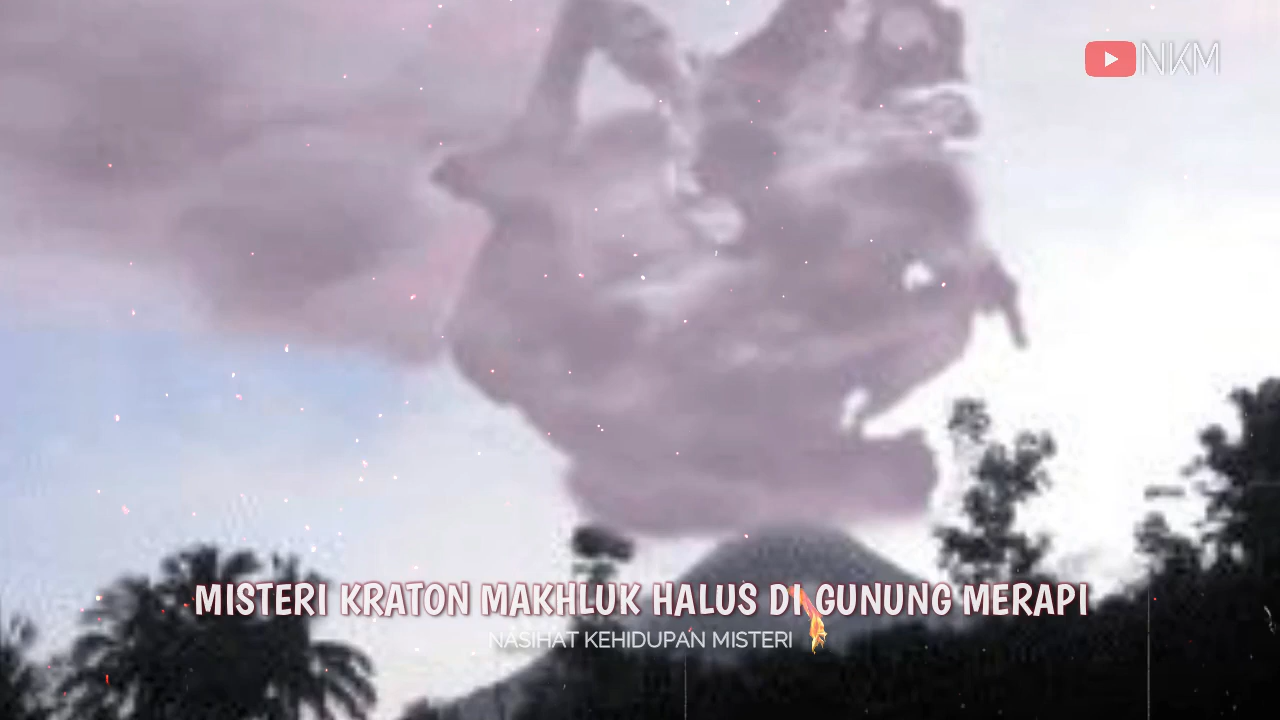 NKM
MISTERI KRATON MAKHLUK HALUS DI GUNUNG MERAPI
NASIHAT KEHIDUPAN MISTERI